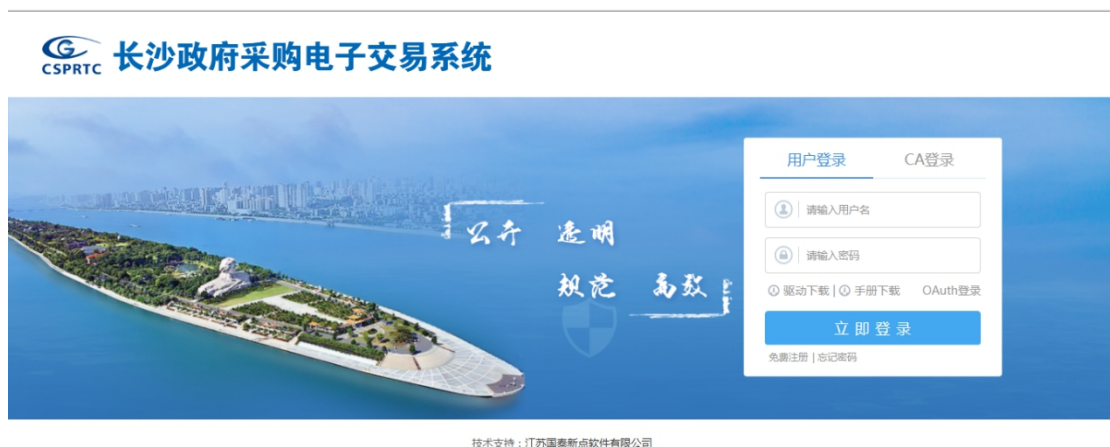 CSPRTC
长沙政府采购电子交易系统
用户登录 CA登录
请输入用户名
请输入密码
驱动下载 | 手册下载 OAuth登录
立即登录
免费注册 | 忘记密码
公开 透明
规范 高效
技术支持：江苏国泰新点软件有限公司